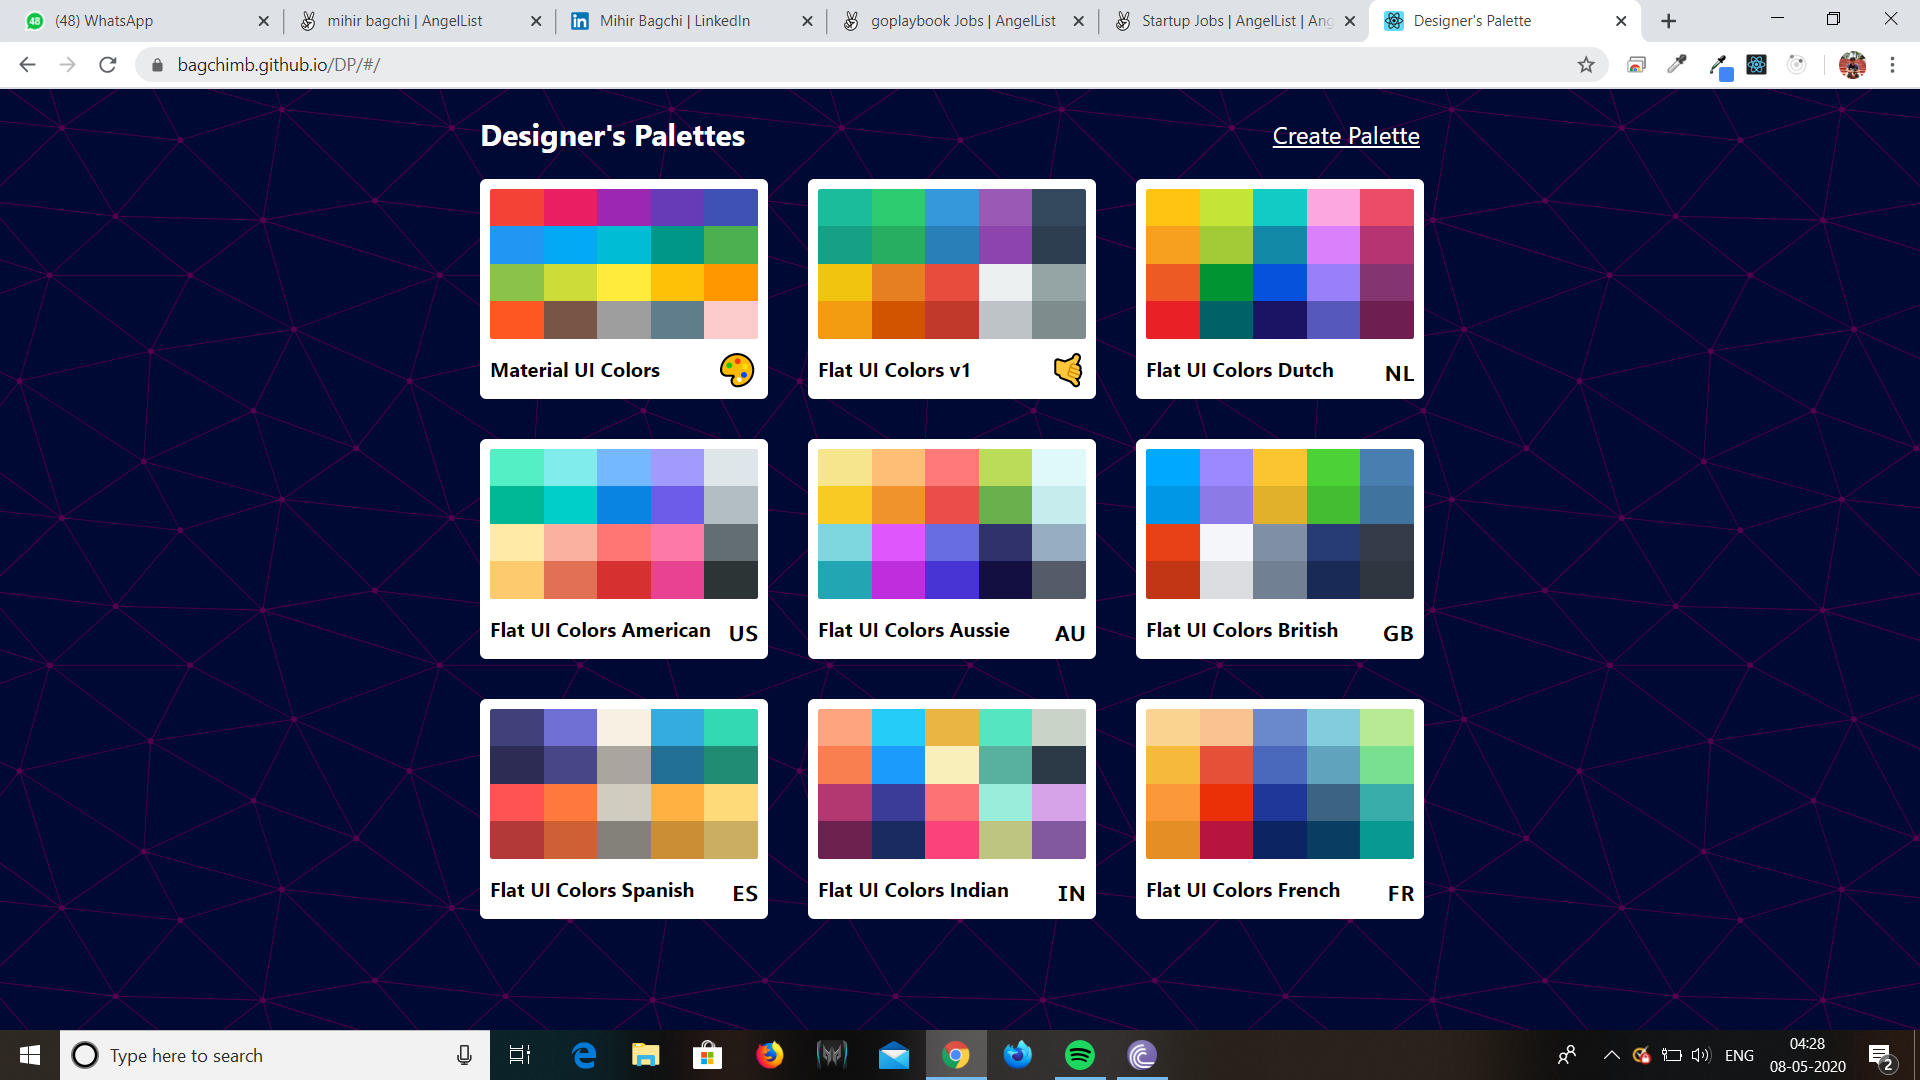 48 (48) WhatsApp
mihir bagchi | AngelList
Mihir Bagchi | LinkedIn
goplaybook Jobs | AngelList
Startup Jobs | AngelList | Ang
Designer's Palette
bagchimb.github.io/DP/#/
Designer's Palettes
Create Palette
Material UI Colors
Flat UI Colors v1
Flat UI Colors Dutch NL
Flat UI Colors American US
Flat UI Colors Aussie AU
Flat UI Colors British GB
Flat UI Colors Spanish ES
Flat UI Colors Indian IN
Flat UI Colors French FR
Type here to search
ENG
04:28
08-05-2020
2